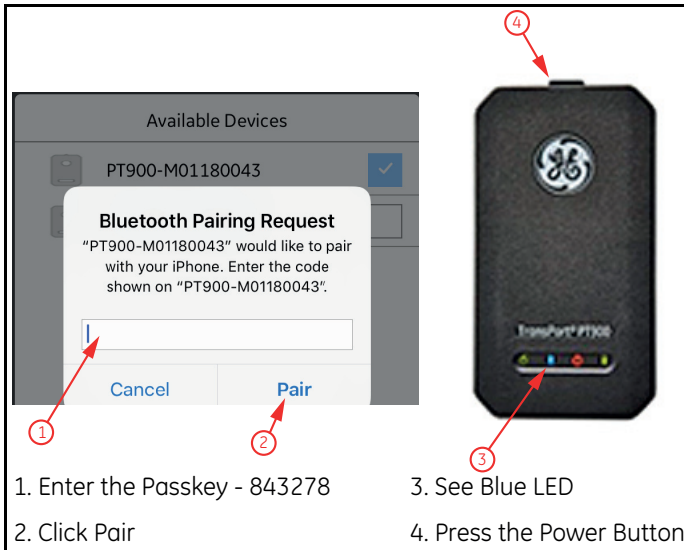 4
Available Devices
PT900-M01180043
Bluetooth Pairing Request
“PT900-M01180043” would like to pair
with your iPhone. Enter the code
shown on “PT900-M01180043”.
Cancel
Pair
1
2
GE
TransPort® PT900
3
1. Enter the Passkey - 843278
2. Click Pair
3. See Blue LED
4. Press the Power Button